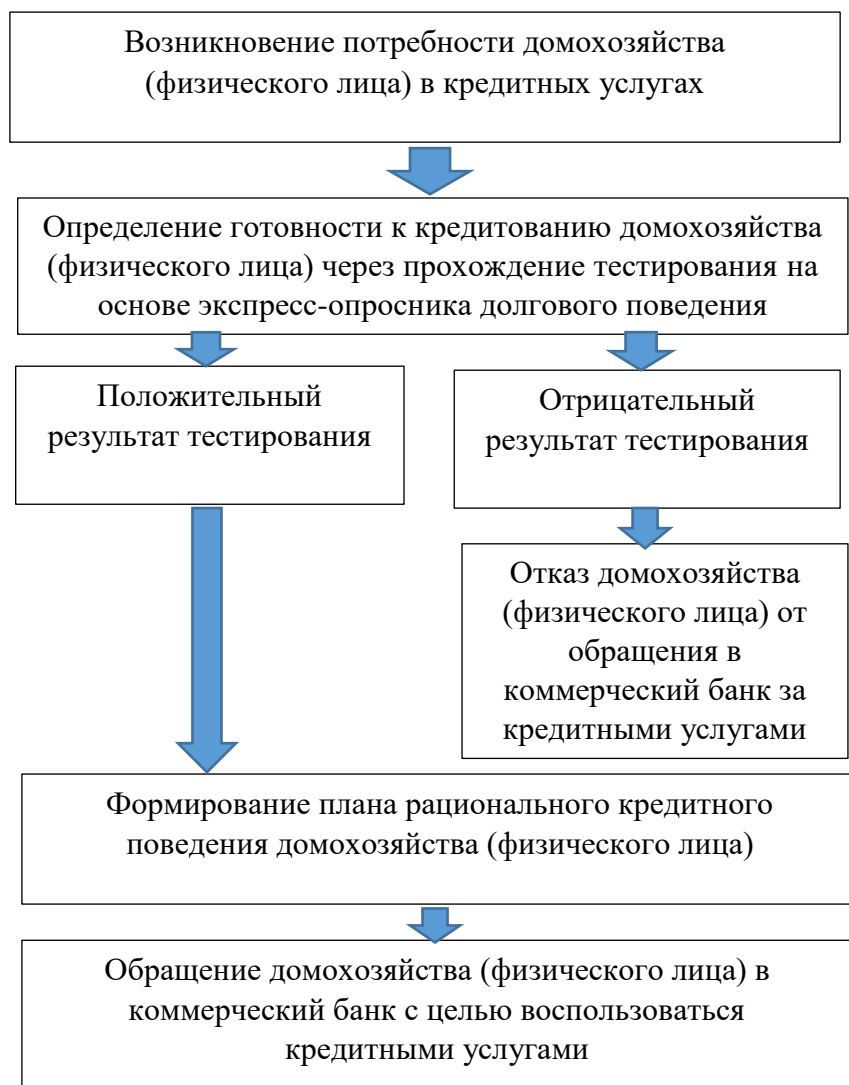 Возникновение потребности домохозяйства
(физического лица) в кредитных услугах
Определение готовности к кредитованию домохозяйства
(физического лица) через прохождение тестирования на
основе экспресс-опросника долгового поведения
Положительный
результат тестирования
Отрицательный
результат тестирования
Отказ домохозяйства
(физического лица) от
обращения в
коммерческий банк за
кредитными услугами
Формирование плана рационального кредитного
поведения домохозяйства (физического лица)
Обращение домохозяйства (физического лица) в
коммерческий банк с целью воспользоваться
кредитными услугами